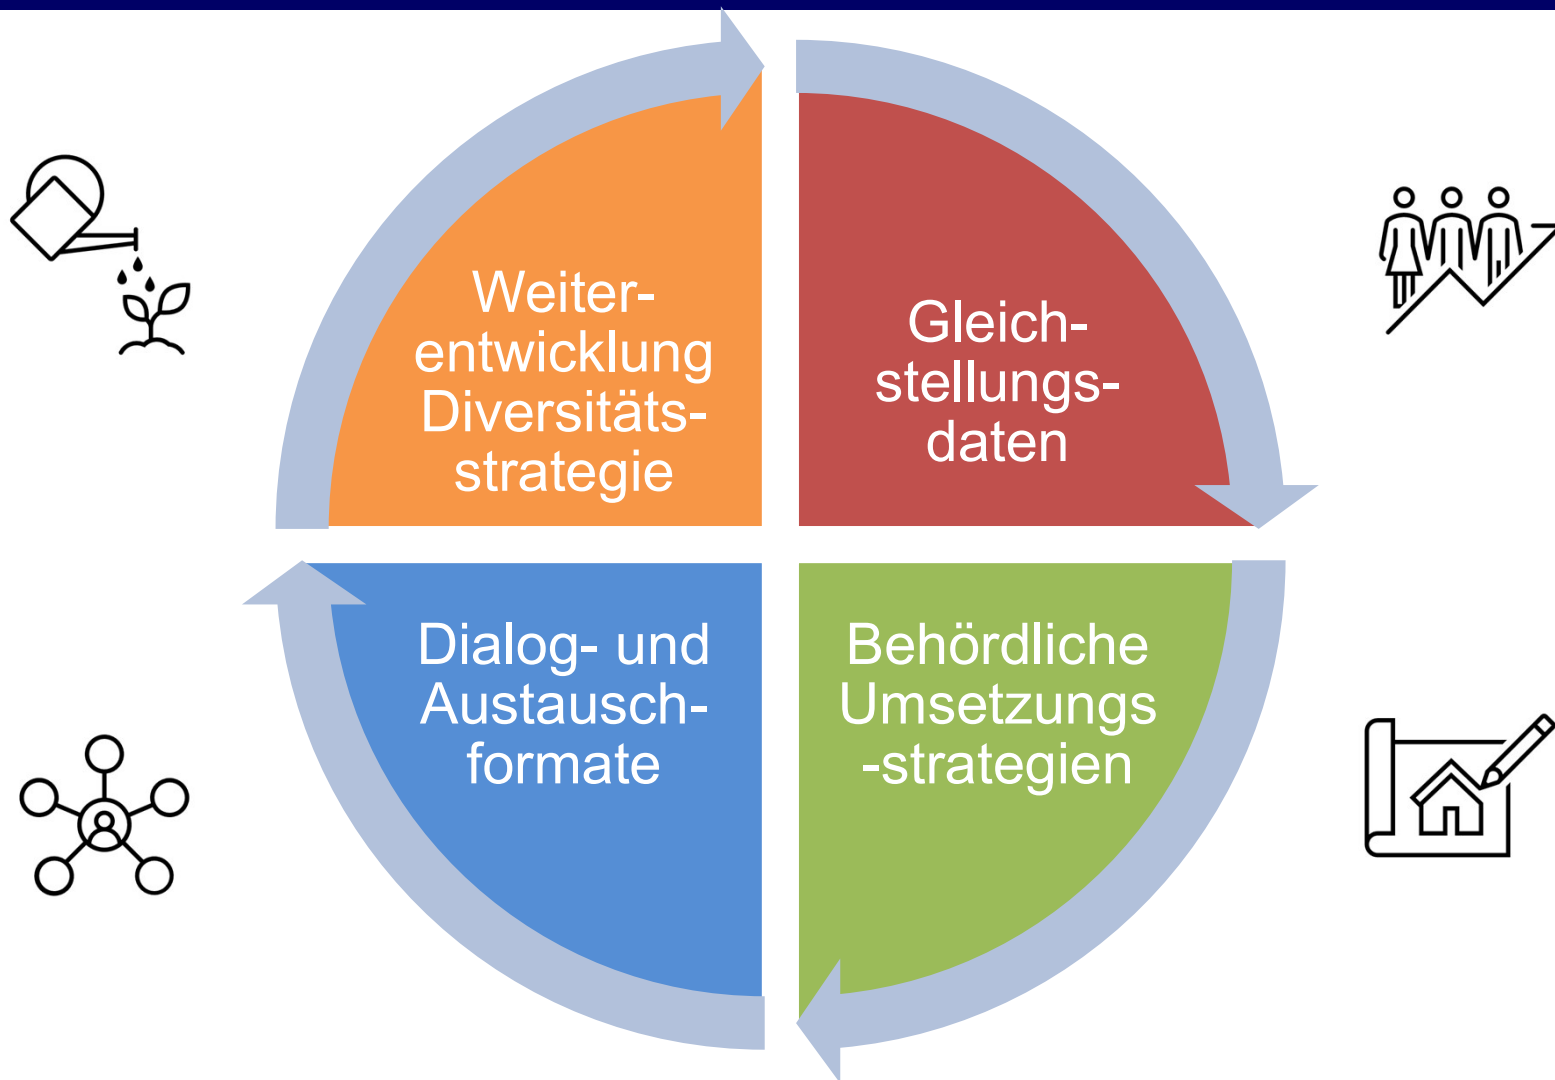 Weiter-
entwicklung
Diversitäts-
strategie
Gleich-
stellungs-
daten
Dialog- und
Austausch-
formate
Behördliche
Umsetzungs
-strategien